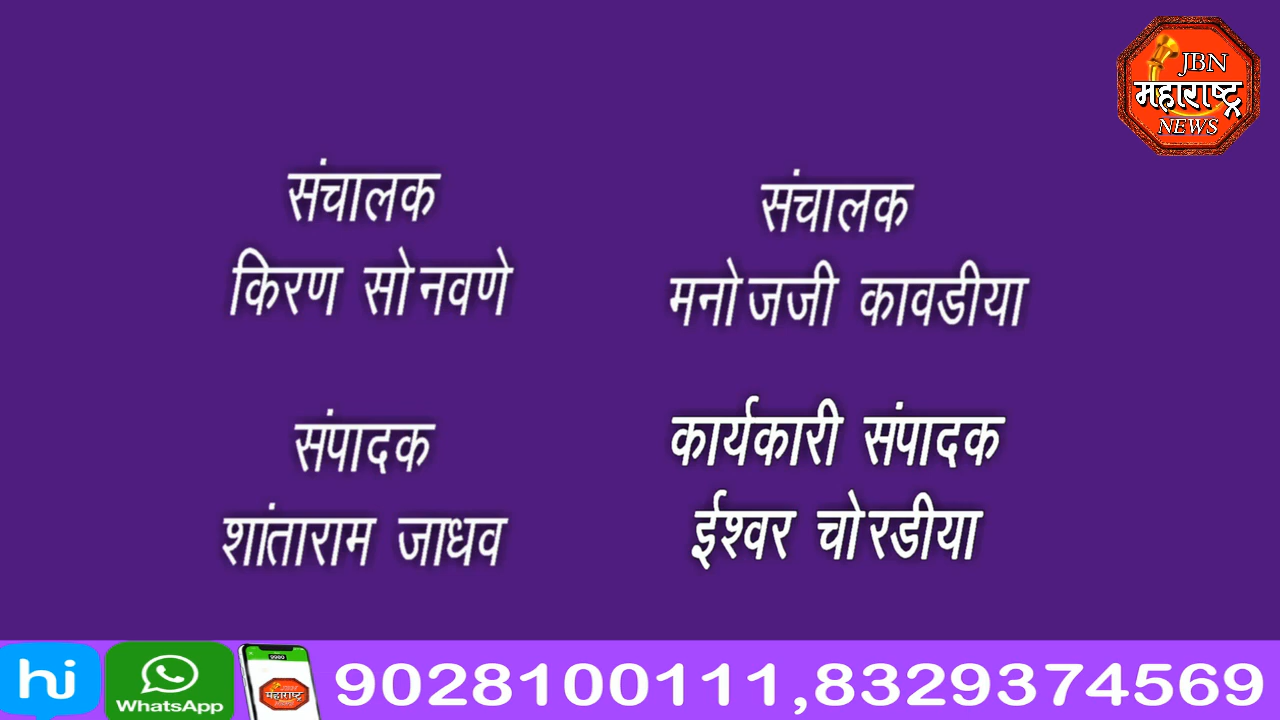 JBN
महाराष्ट्र
NEWS
संचालक
किरण सोनवणे
संचालक
मनोजजी कावडीया
संपादक
शांताराम जाधव
कार्यकारी संपादक
ईश्वर चोरडीया
hi
WhatsApp
महाराष्ट्र
9028100111,8329374569